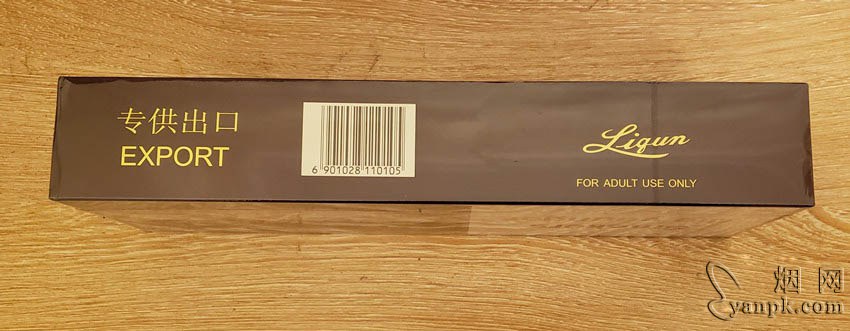 专供出口
EXPORT
6 901028 110105
Liqun
FOR ADULT USE ONLY
烟网
yanpk.com